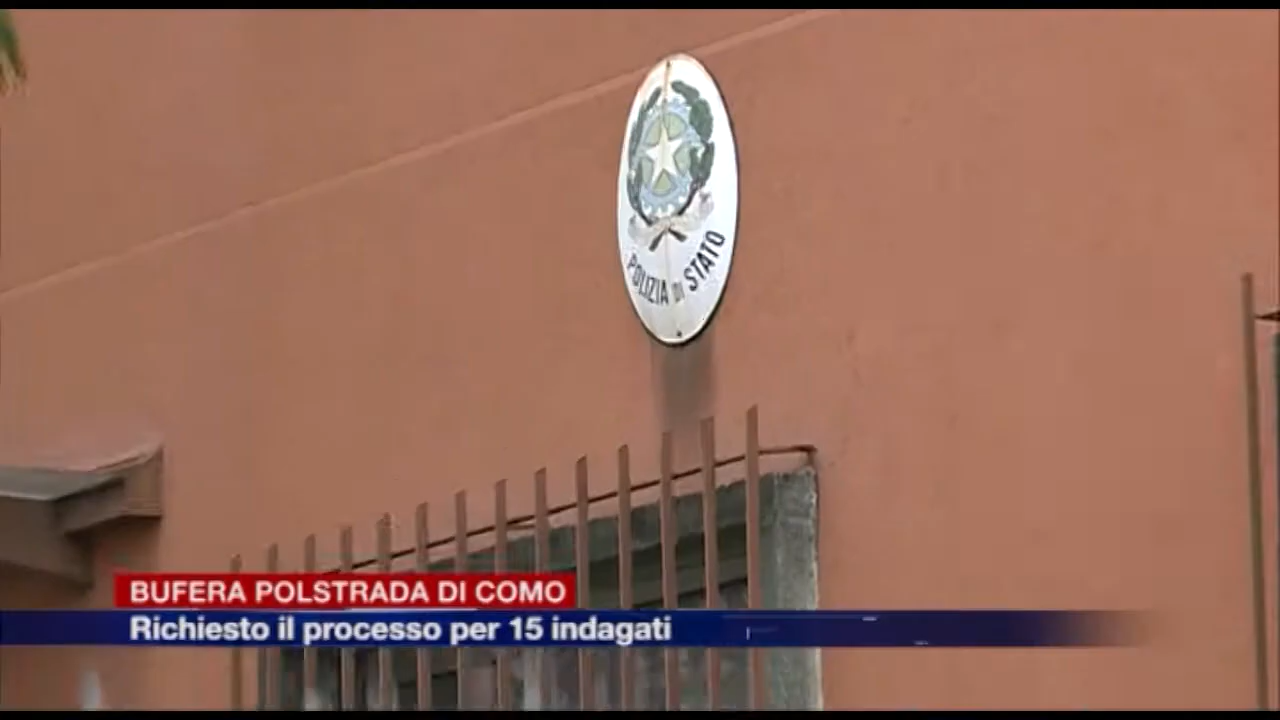 POLIZIA DI STATO
BUFERA POLSTRADA DI COMO
Richiesto il processo per 15 indagati